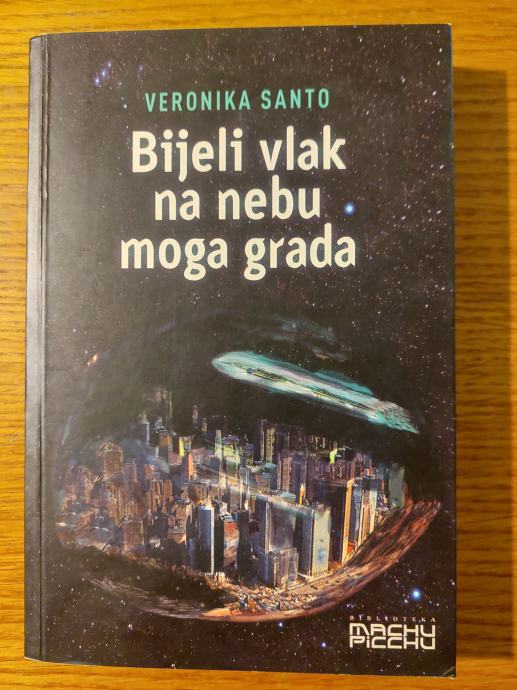 VERONIKA SANTO
Bijeli vlak
na nebu
moga grada
BIBLIOTEKA
MACHU
PICCHU